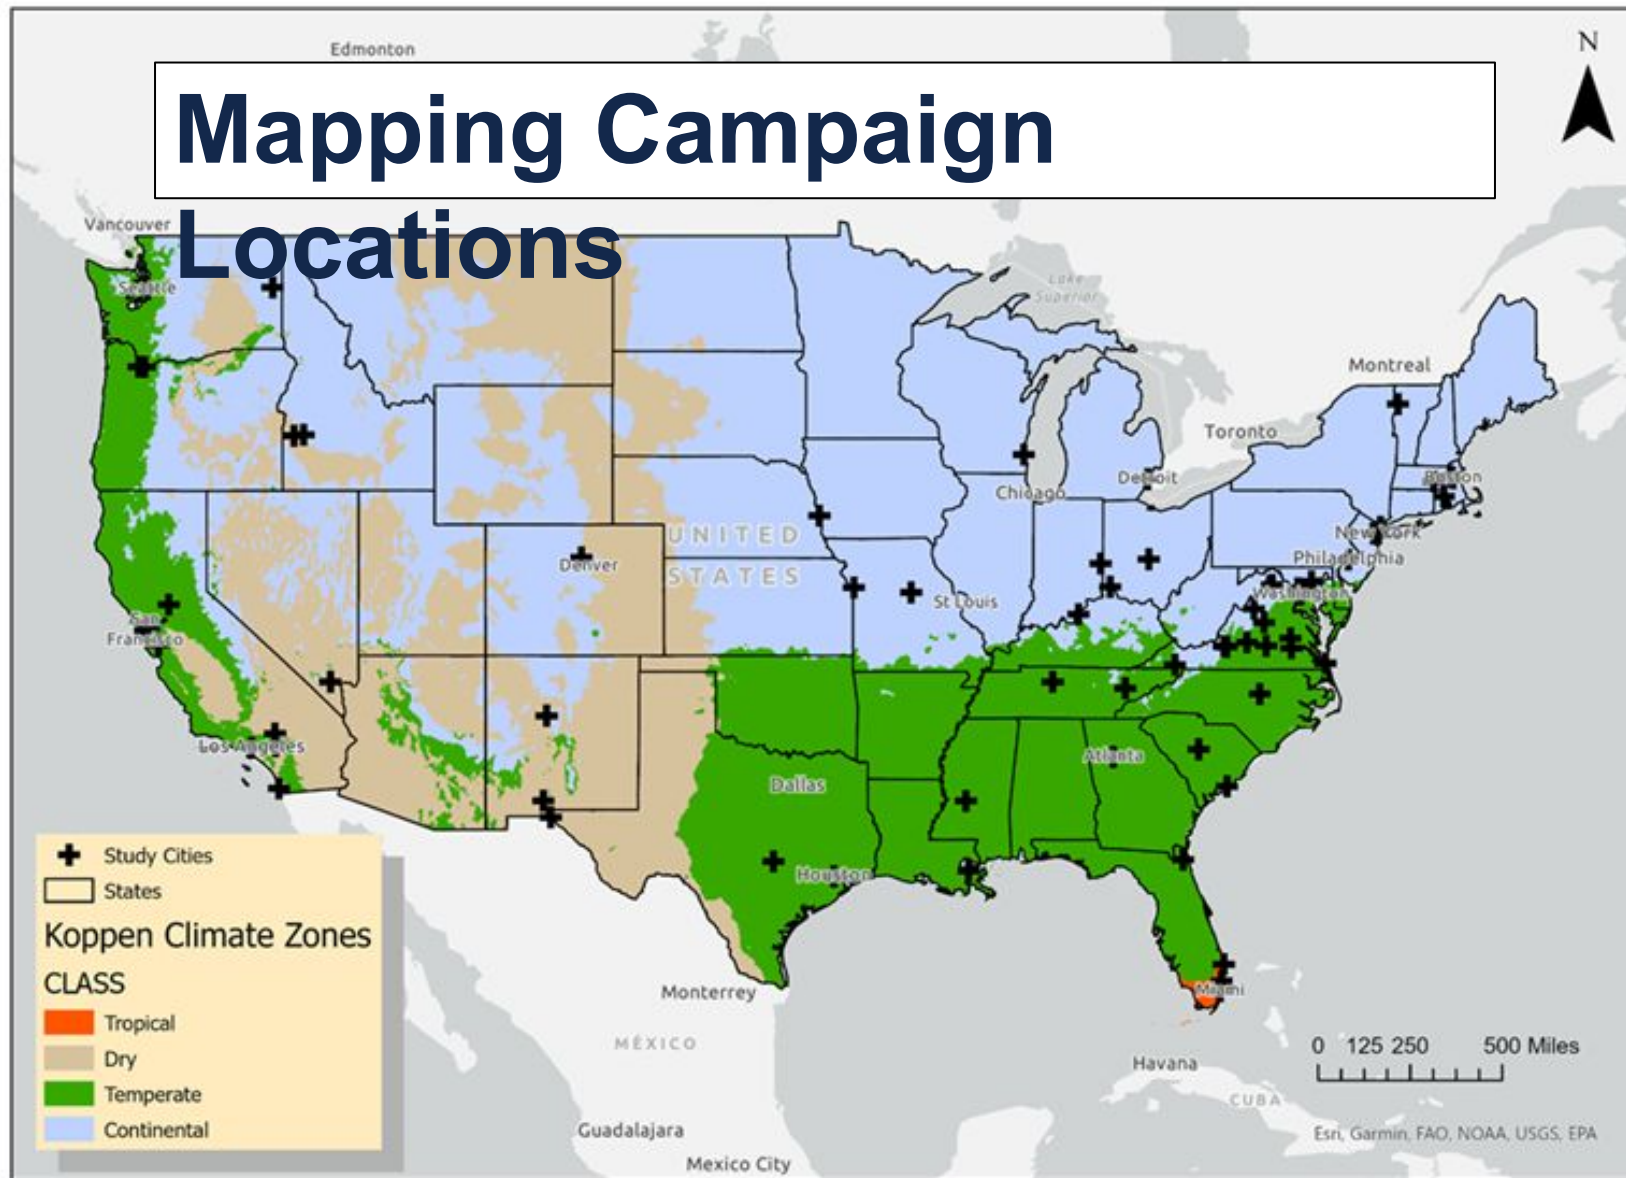 Edmonton
N
Mapping Campaign
Locations
Vancouver
Seattle
Lake
Superior
Montreal
Toronto
Boston
Detroit
Chicago
New York
UNITED
Philadelphia
Denver
STATES
Washington
St Louis
San
Francisco
Los Angeles
Atlanta
Dallas
Houston
Study Cities
States
Koppen Climate Zones
CLASS
Tropical
Dry
Temperate
Continental
Miami
Monterrey
MÉXICO
0 125 250 500 Miles
Havana
CUBA
Guadalajara
Esri, Garmin, FAO, NOAA, USGS, EPA
Mexico City